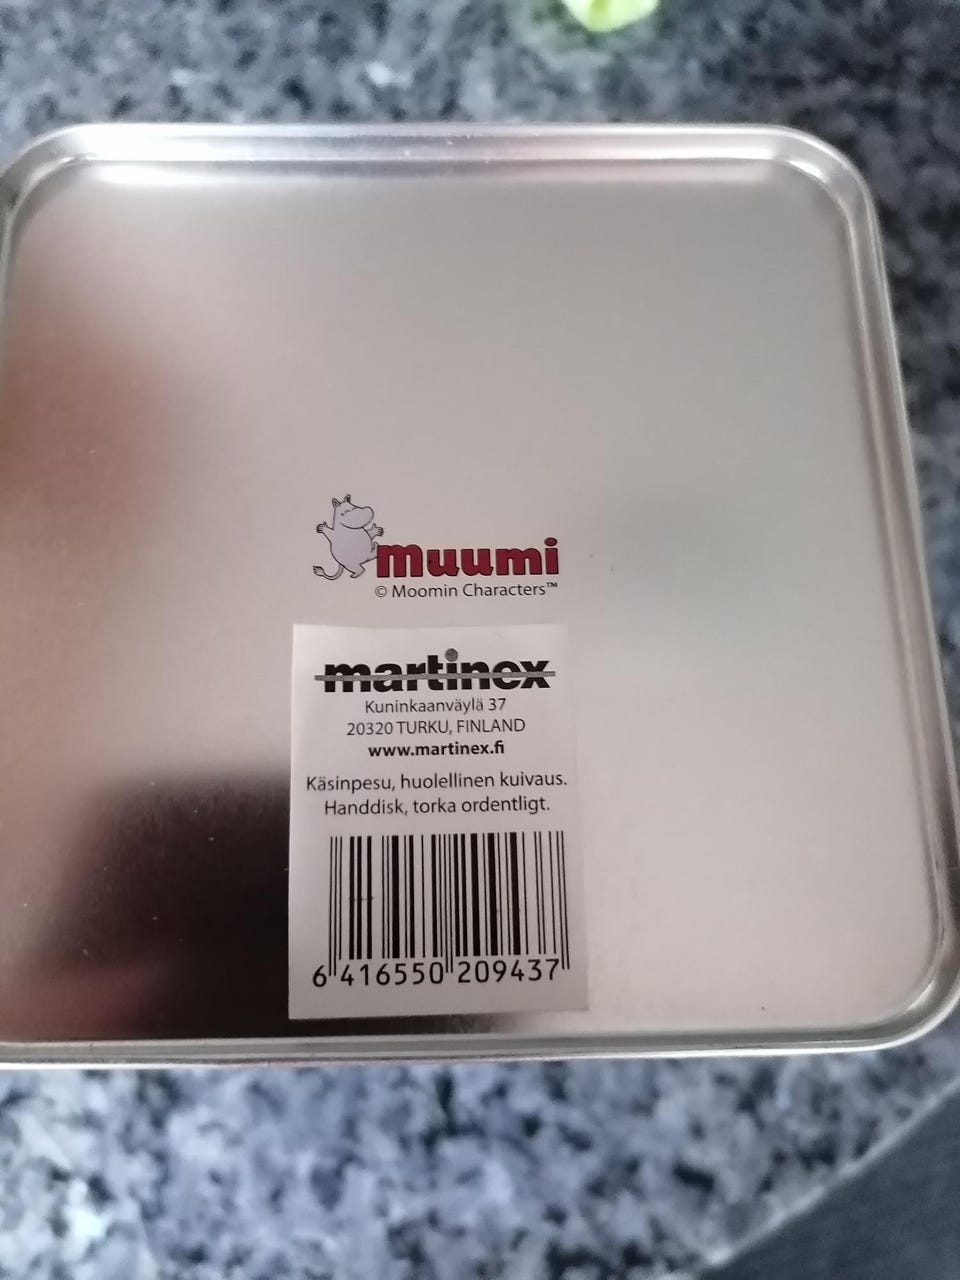 muumi
© Moomin Characters™
martinex
Kuninkaanväylä 37
20320 TURKU, FINLAND
www.martinex.fi
Käsinpesu, huolellinen kuivaus.
Handdisk, torka ordentligt.
6 416550 209437